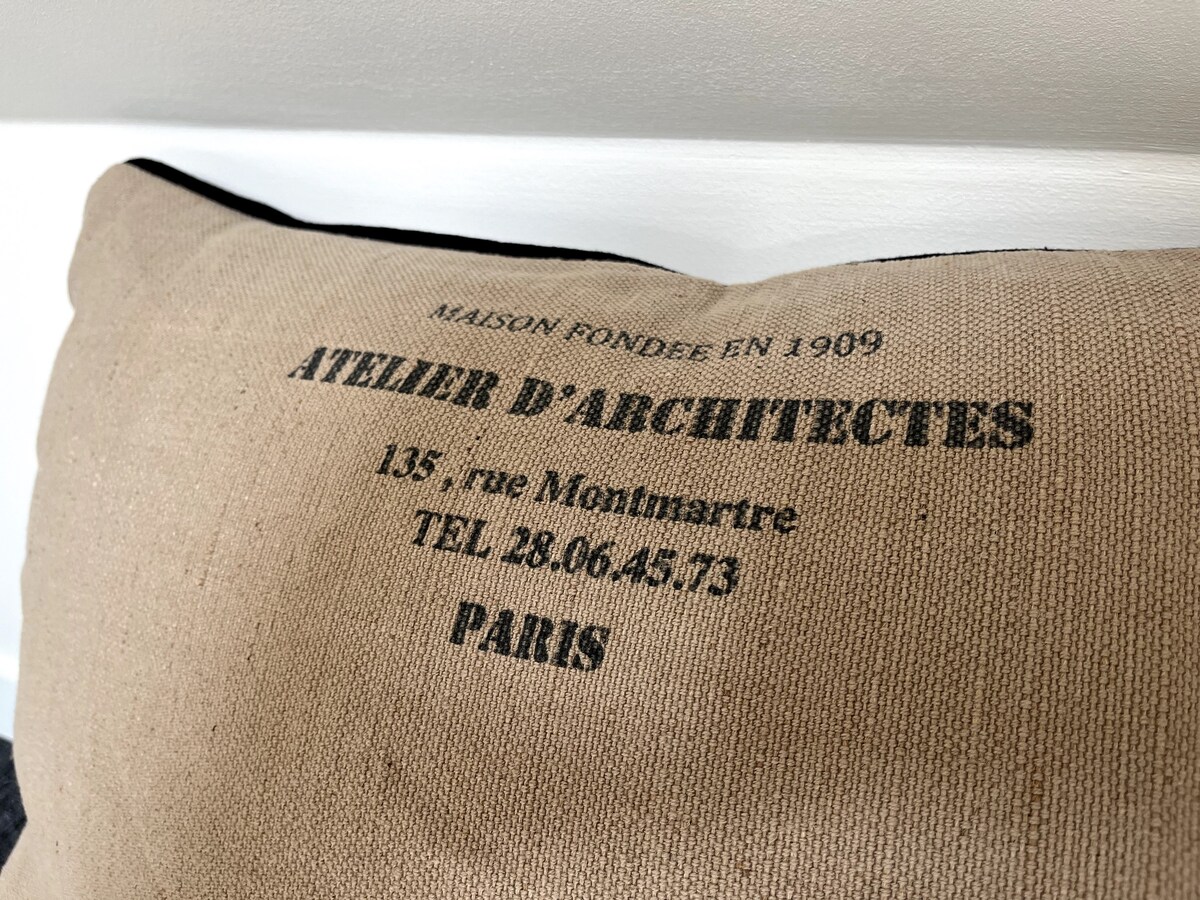 MAISON FONDEE EN 1909
ATELIER D'ARCHITECTES
135, rue Montmartre
TEL 28.06.45.73
PARIS